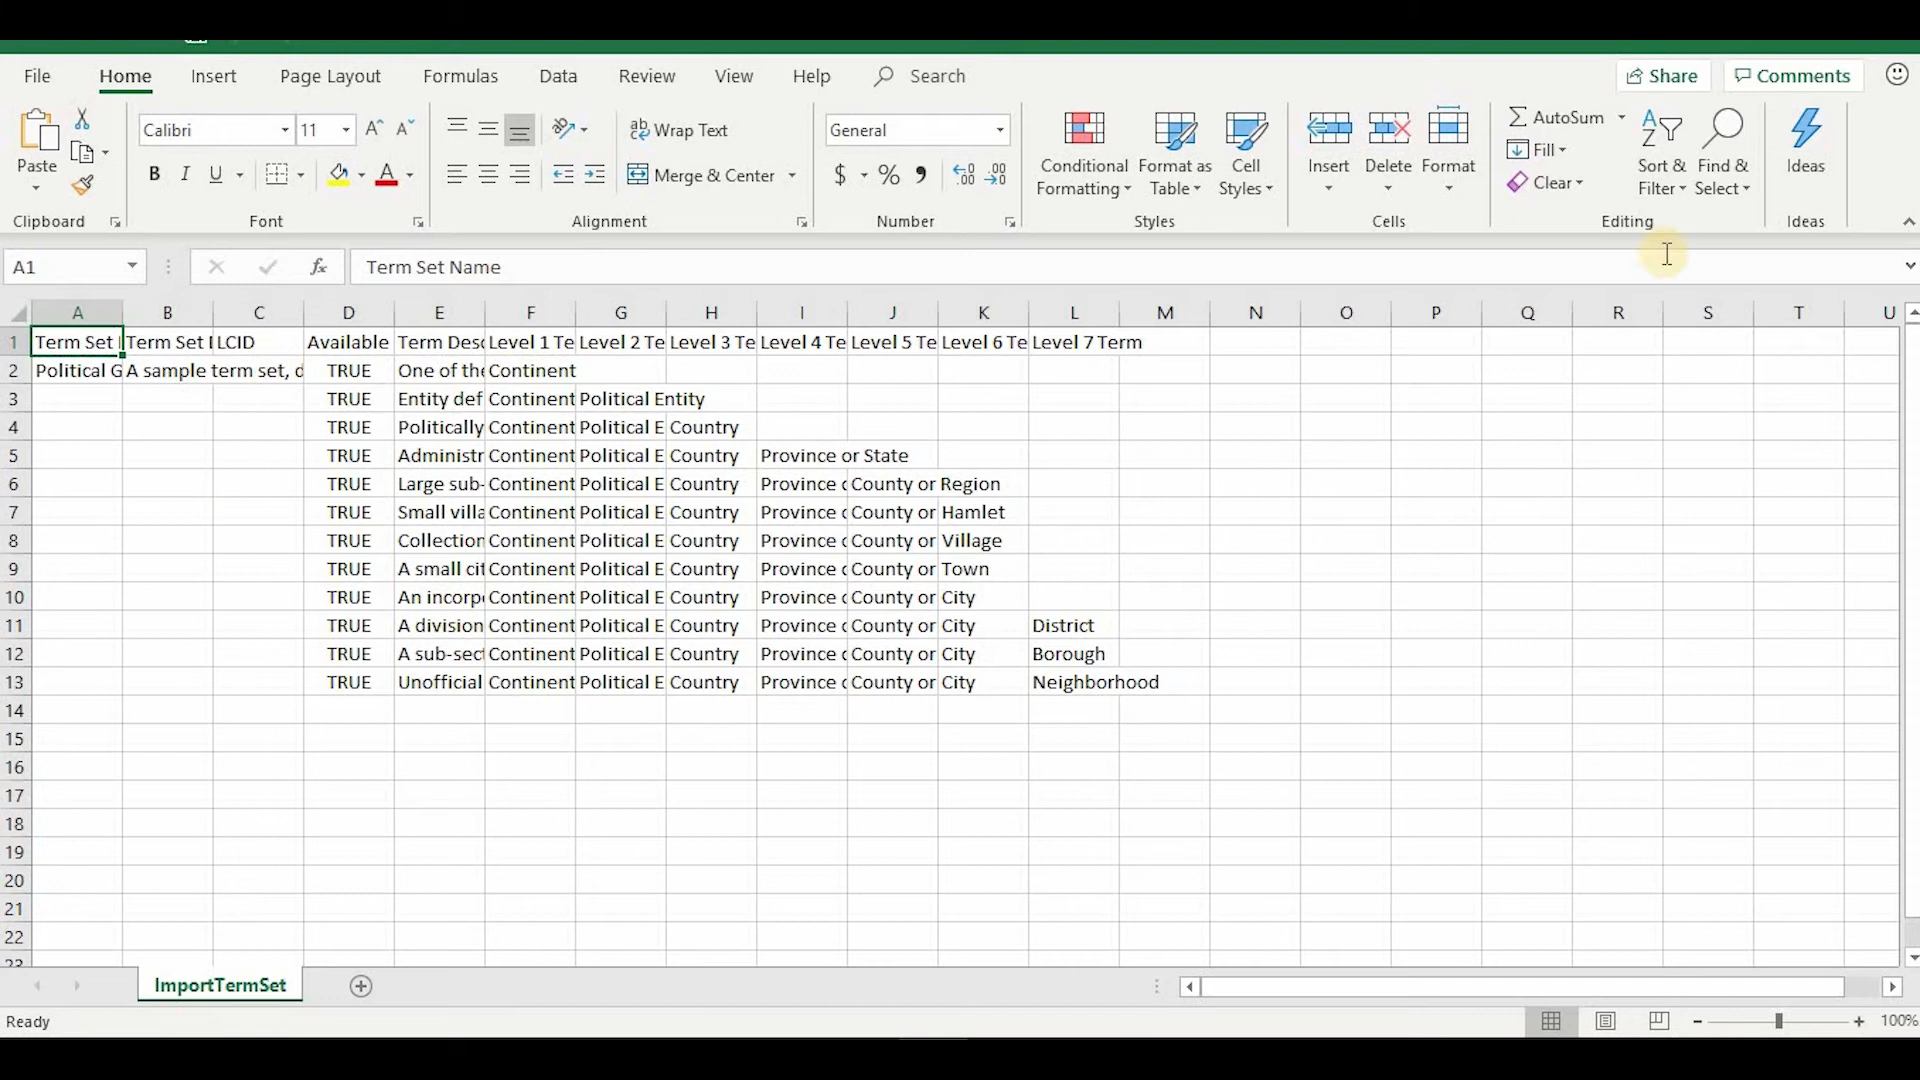 File Home Insert Page Layout Formulas Data Review View Help Search Share Comments
Calibri 11 Wrap Text General AutoSum
Paste B I U A Merge & Center $ % Conditional Formatting Format as Table Cell Styles Insert Delete Format Fill Clear Sort & Filter Find & Select Ideas
Clipboard Font Alignment Number Styles Cells Editing Ideas
A1 fx Term Set Name
A B C D E F G H I J K L M N O P Q R S T U
1 Term Set Term Set LCID Available Term Desc Level 1 Te Level 2 Te Level 3 Te Level 4 Te Level 5 Te Level 6 Te Level 7 Term
2 Political G A sample term set, d TRUE One of the Continent
3 TRUE Entity def Continent Political Entity
4 TRUE Politically Continent Political E Country
5 TRUE Administr Continent Political E Country Province or State
6 TRUE Large sub- Continent Political E Country Province County or Region
7 TRUE Small villa Continent Political E Country Province County or Hamlet
8 TRUE Collection Continent Political E Country Province County or Village
9 TRUE A small cit Continent Political E Country Province County or Town
10 TRUE An incorp Continent Political E Country Province County or City
11 TRUE A division Continent Political E Country Province County or City District
12 TRUE A sub-sect Continent Political E Country Province County or City Borough
13 TRUE Unofficial Continent Political E Country Province County or City Neighborhood
14
15
16
17
18
19
20
21
22
23
ImportTermSet
Ready 100%